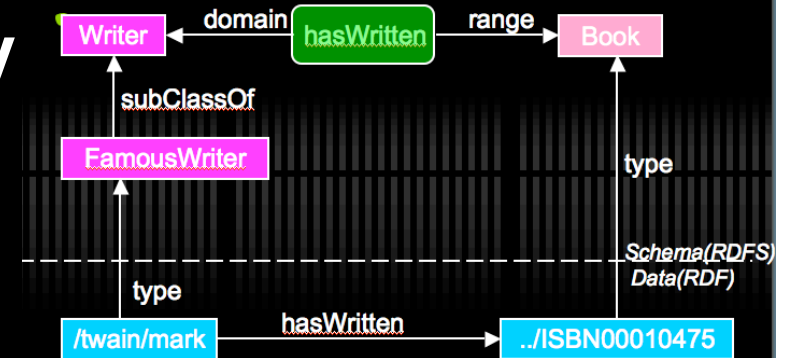 domain
range
Writer
hasWritten
Book
subClassOf
FamousWriter
type
Schema(RDFS)
Data(RDF)
type
hasWritten
/twain/mark
../ISBN00010475